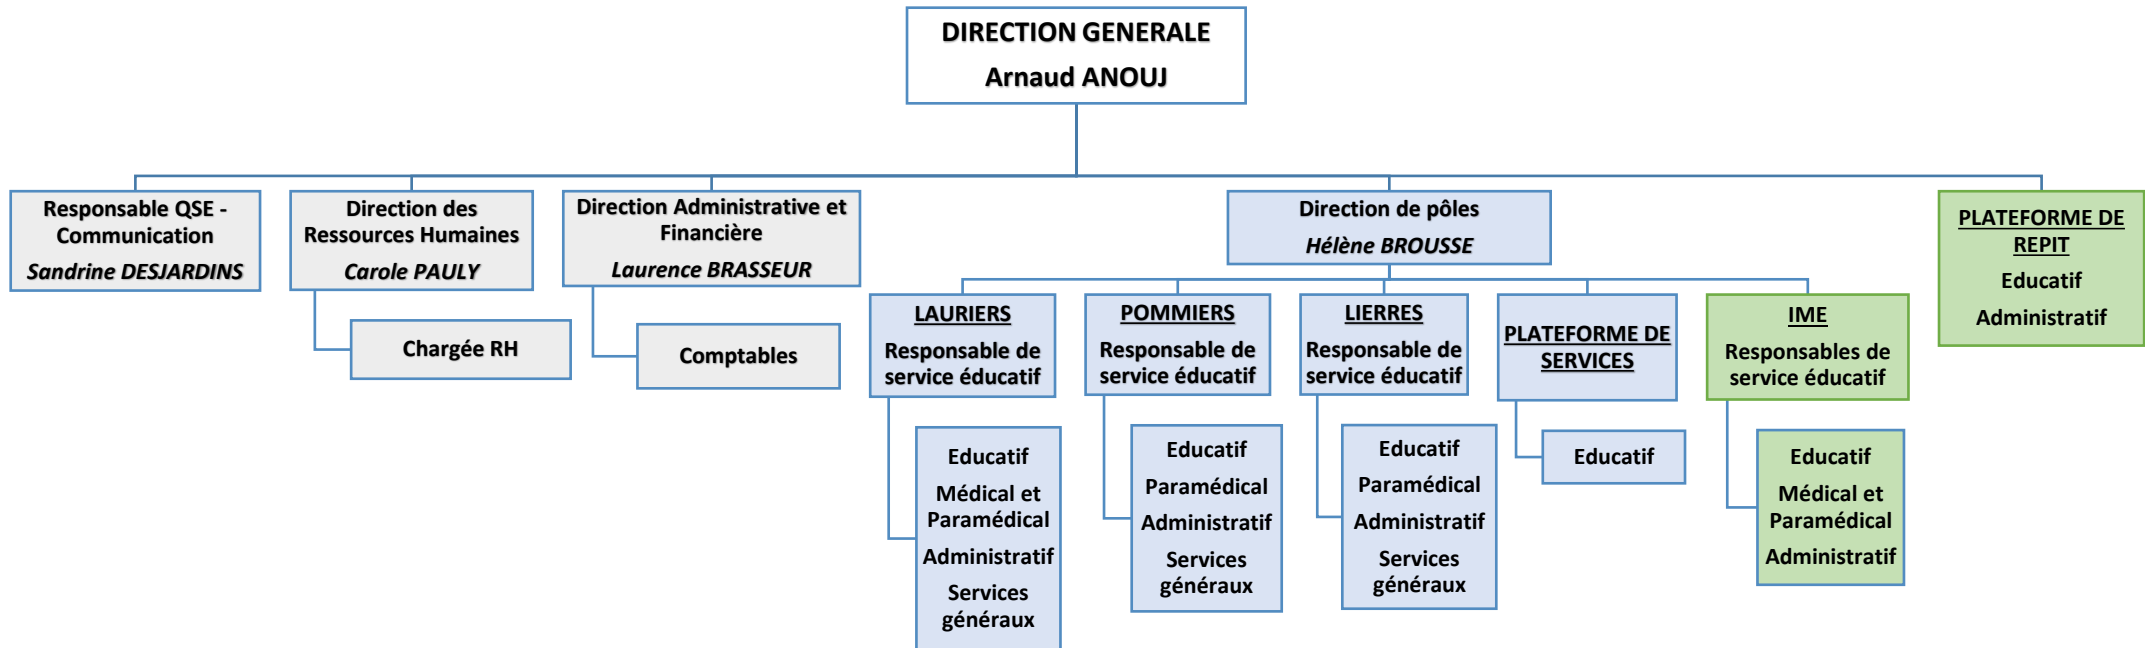 DIRECTION GENERALE
Arnaud ANOUJ
Responsable QSE -
Communication
Sandrine DESJARDINS
Direction des
Ressources Humaines
Carole PAULY
Chargée RH
Direction Administrative et
Financière
Laurence BRASSEUR
Comptables
Direction de pôles
Hélène BROUSSE
LAURIERS
Responsable de
service éducatif
Educatif
Médical et
Paramédical
Administratif
Services
généraux
POMMIERS
Responsable de
service éducatif
Educatif
Paramédical
Administratif
Services
généraux
LIERRES
Responsable de
service éducatif
Educatif
Paramédical
Administratif
Services
généraux
PLATEFORME DE
SERVICES
Educatif
IME
Responsables de
service éducatif
Educatif
Médical et
Paramédical
Administratif
PLATEFORME DE
REPIT
Educatif
Administratif